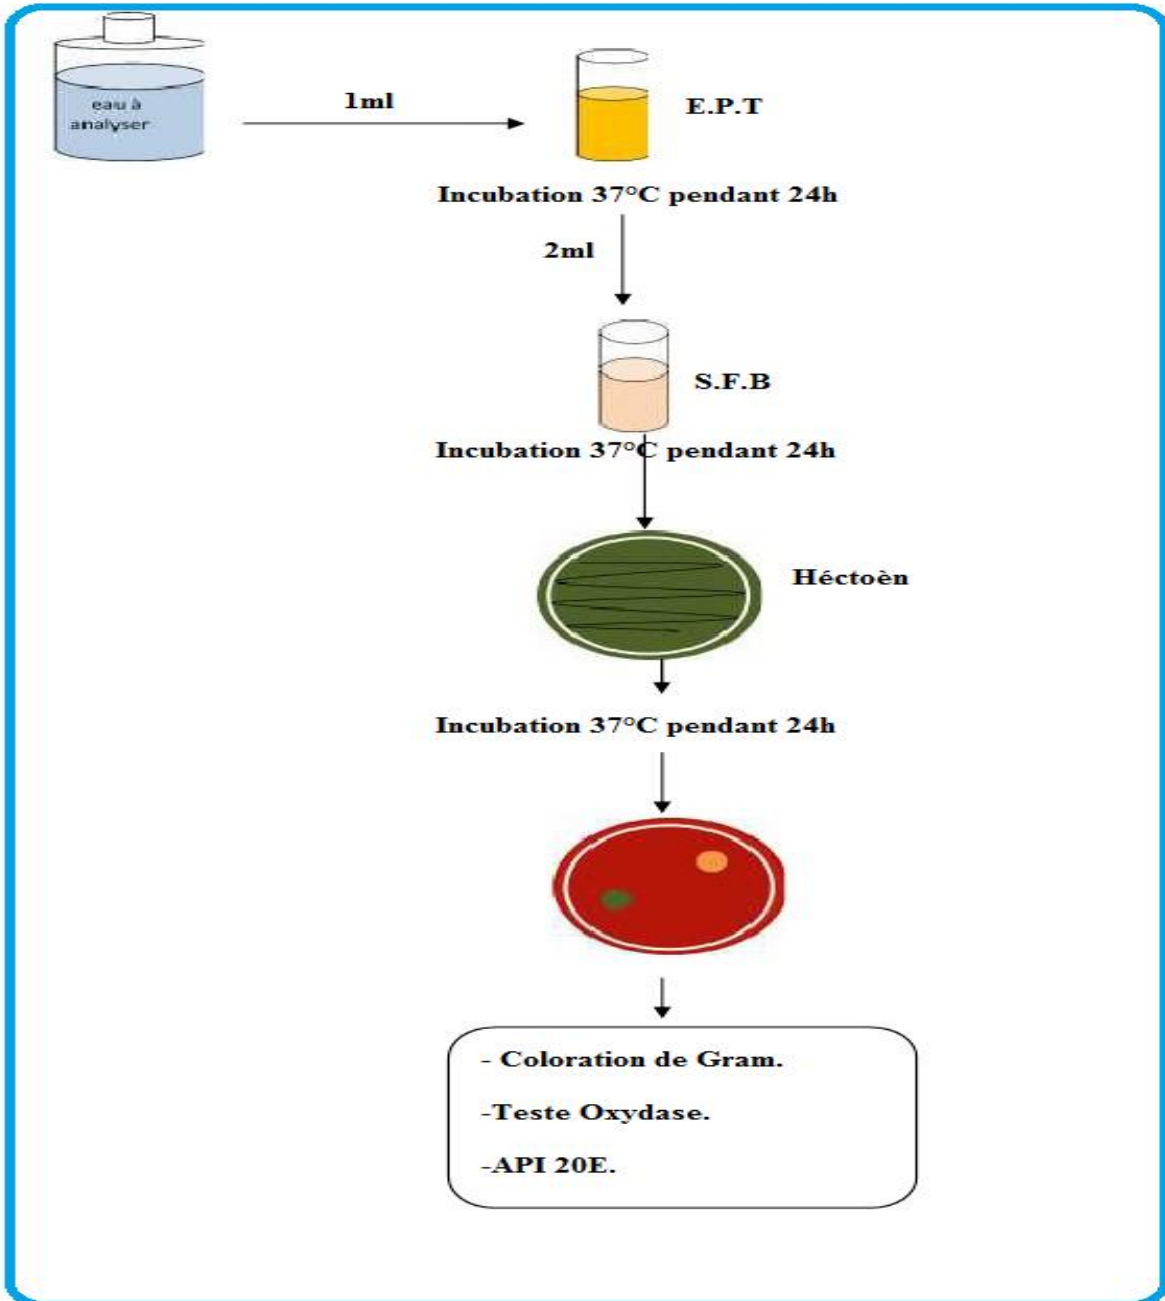 eau à
analyser
1ml
E.P.T
Incubation 37°C pendant 24h
2ml
S.F.B
Incubation 37°C pendant 24h
Héctoèn
Incubation 37°C pendant 24h
- Coloration de Gram.
-Teste Oxydase.
-API 20E.